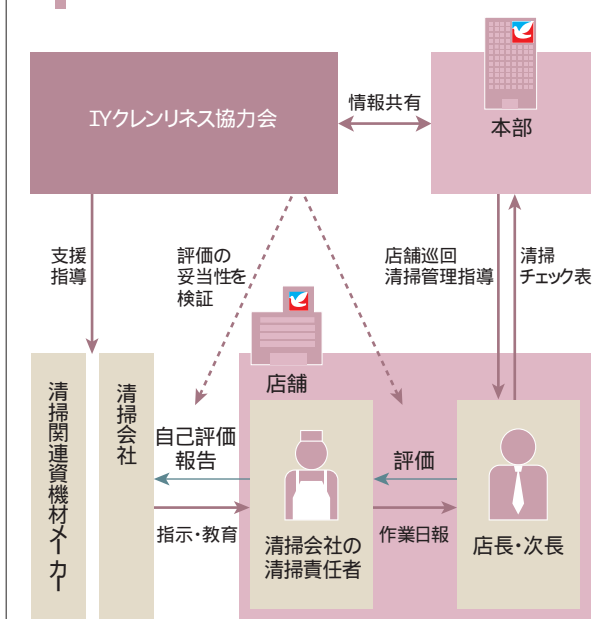 IYクレンリネス協力会
情報共有
本部
支援
指導
評価の
妥当性を
検証
店舗巡回
清掃管理指導
清掃
チェック表
店舗
清掃関連資機材メーカー
清掃会社
自己評価
報告
指示・教育
清掃会社の
清掃責任者
評価
作業日報
店長・次長